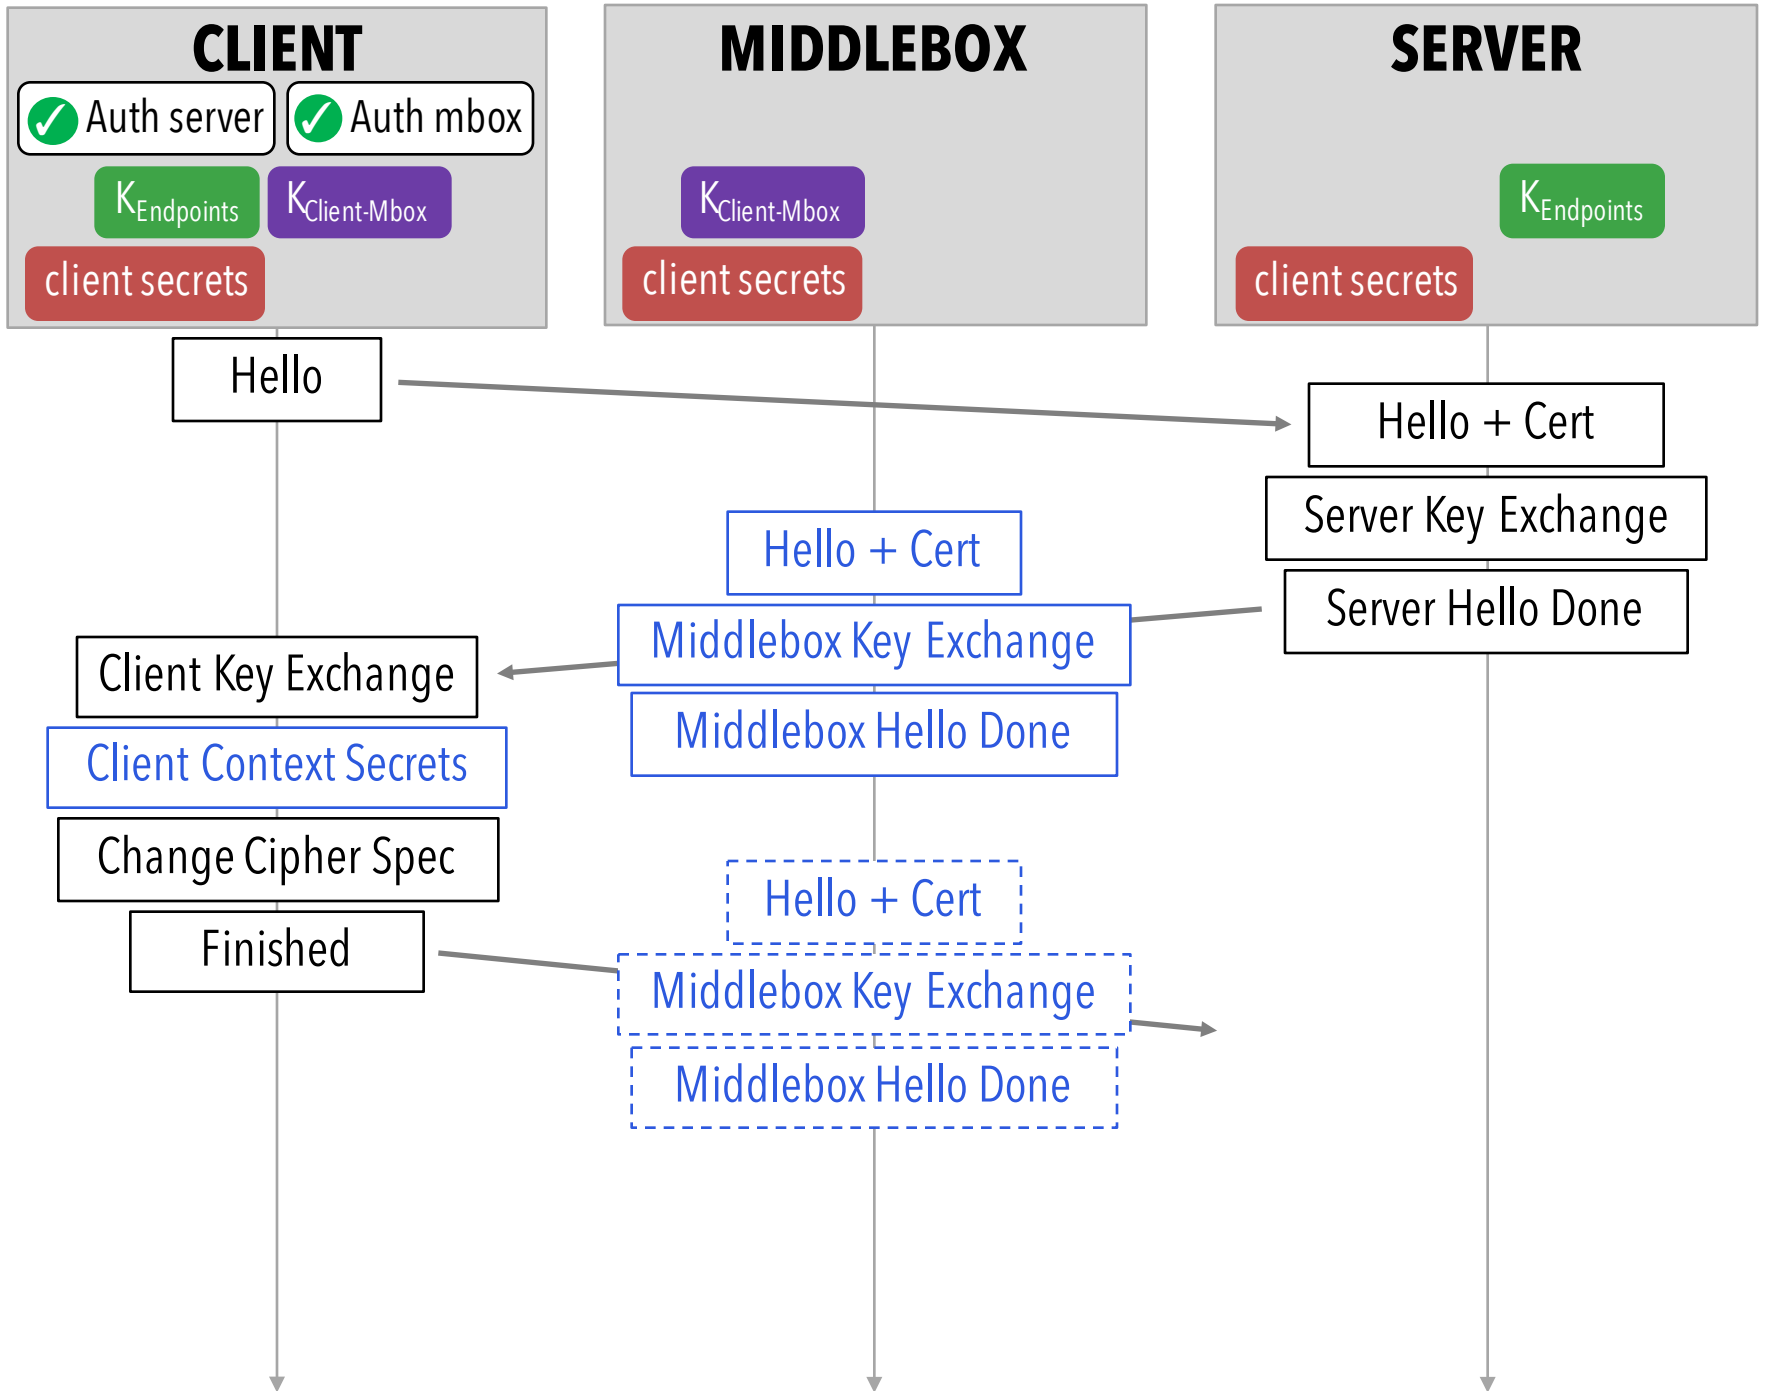 CLIENT
MIDDLEBOX
SERVER
Auth server
Auth mbox
KEndpoints
KClient-Mbox
KClient-Mbox
KEndpoints
client secrets
client secrets
client secrets
Hello
Hello + Cert
Server Key Exchange
Hello + Cert
Server Hello Done
Middlebox Key Exchange
Client Key Exchange
Middlebox Hello Done
Client Context Secrets
Change Cipher Spec
Hello + Cert
Finished
Middlebox Key Exchange
Middlebox Hello Done